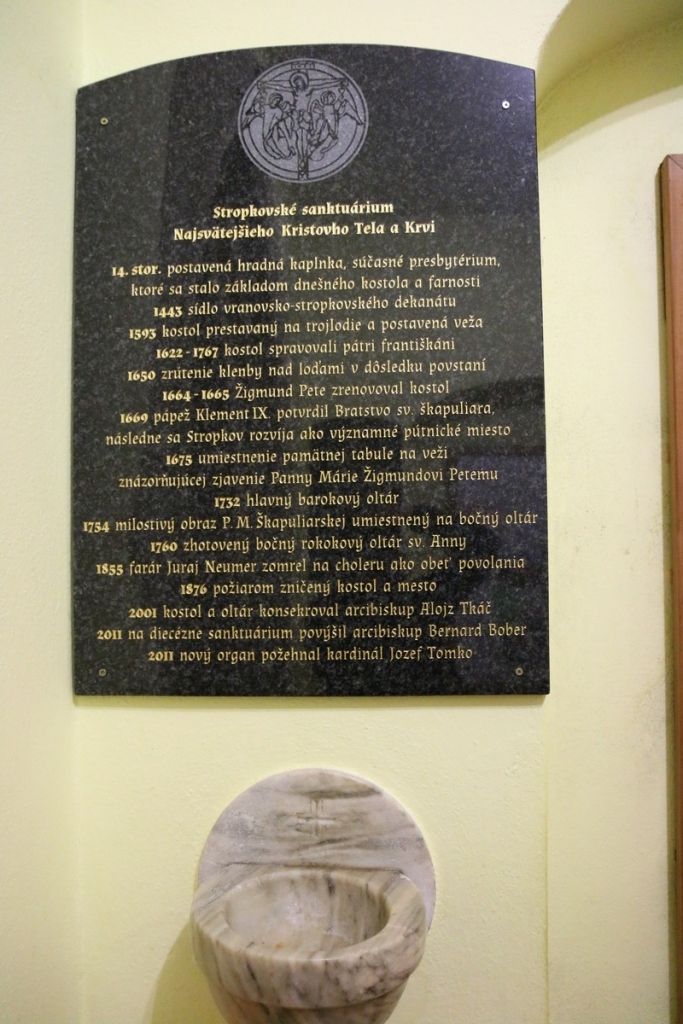 Stropkovské sanktuárium
Najsvätejšieho Kristovho Tela a Krvi
14. stor. postavená hradná kaplnka, súčasné presbytérium,
ktoré sa stalo základom dnešného kostola a farnosti
1443 sídlo vranovsko-stropkovského dekanátu
1593 kostol prestavaný na trojlodie a postavená veža
1622 - 1767 kostol spravovali pátri františkáni
1650 zrútenie klenby nad loďami v dôsledku povstaní
1664 - 1665 Žigmund Pete zrenovoval kostol
1669 pápež Klement IX. potvrdil Bratstvo sv. škapuliara,
následne sa Stropkov rozvíja ako významné pútnické miesto
1675 umiestnenie pamätnej tabule na veži
znázorňujúcej zjavenie Panny Márie Žigmundovi Petemu
1732 hlavný barokový oltár
1754 milostivý obraz P. M. Škapuliarskej umiestnený na bočný oltár
1760 zhotovený bočný rokokový oltár sv. Anny
1855 farár Juraj Neumer zomrel na choleru ako obeť povolania
1876 požiarom zničený kostol a mesto
2001 kostol a oltár konsekroval arcibiskup Alojz Tkáč
2011 na diecézne sanktuárium povýšil arcibiskup Bernard Bober
2011 nový organ požehnal kardinál Jozef Tomko